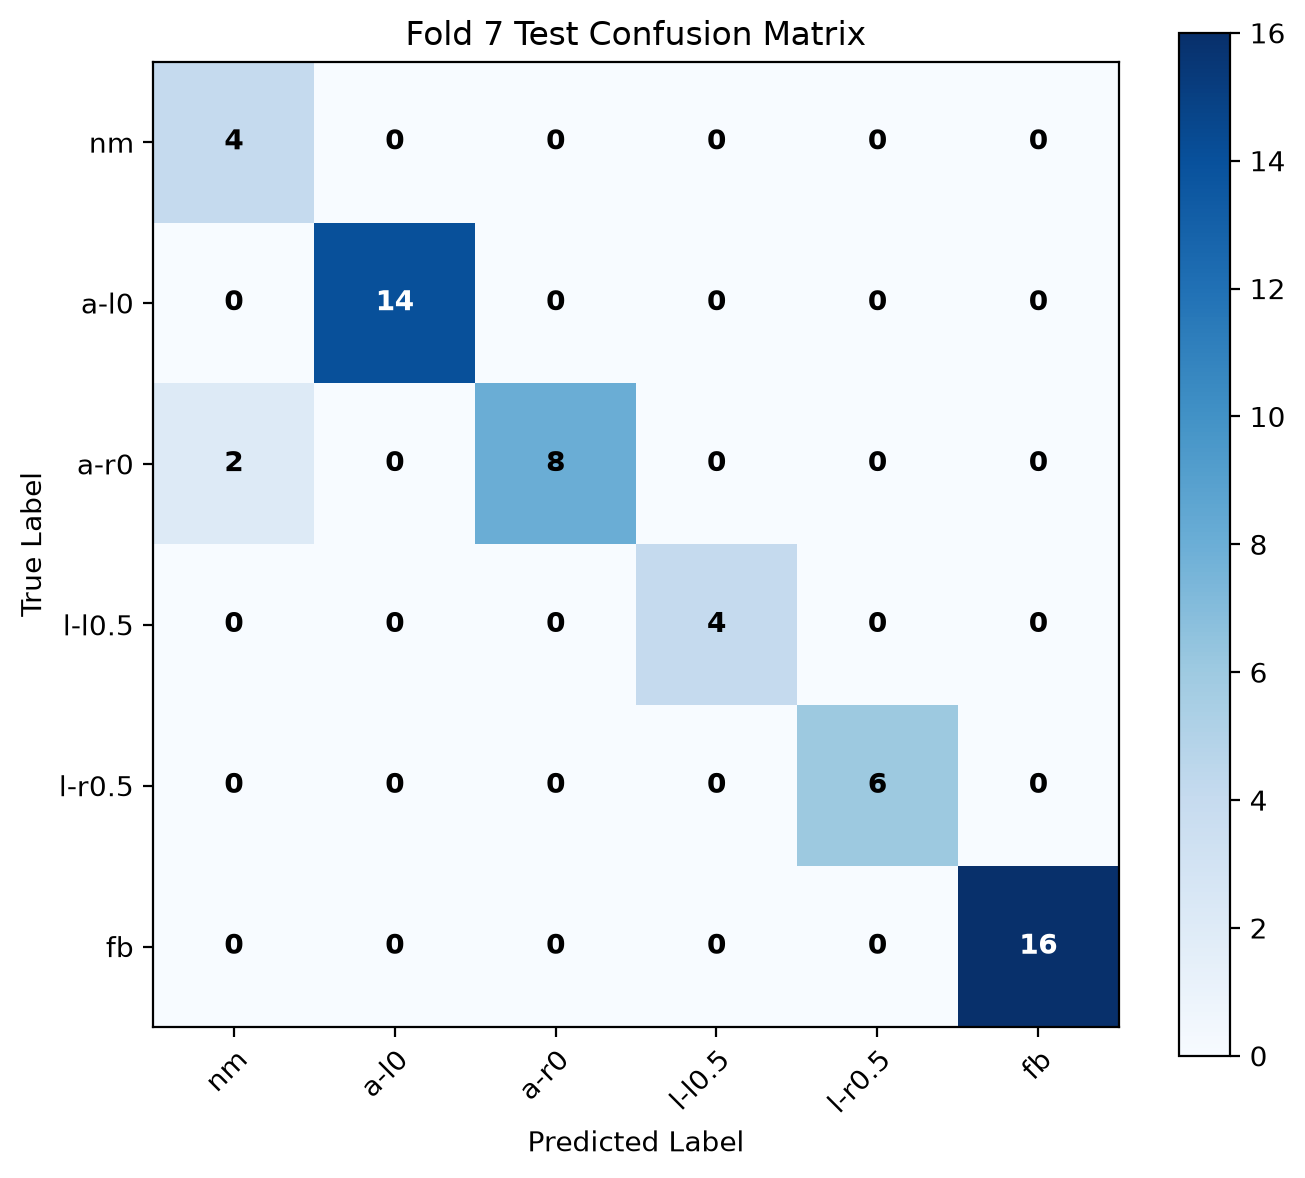 Fold 7 Test Confusion Matrix
nm 4 0 0 0 0 0
a-l0 0 14 0 0 0 0
a-r0 2 0 8 0 0 0
l-l0.5 0 0 0 4 0 0
l-r0.5 0 0 0 0 6 0
fb 0 0 0 0 0 16
nm a-l0 a-r0 l-l0.5 l-r0.5 fb
Predicted Label
True Label
16
14
12
10
8
6
4
2
0